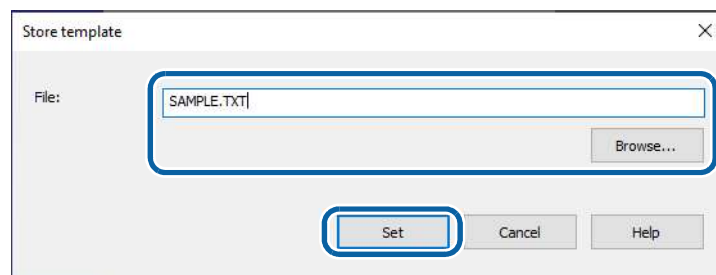 Store template
File:
SAMPLE.TXT
Browse...
Set
Cancel
Help